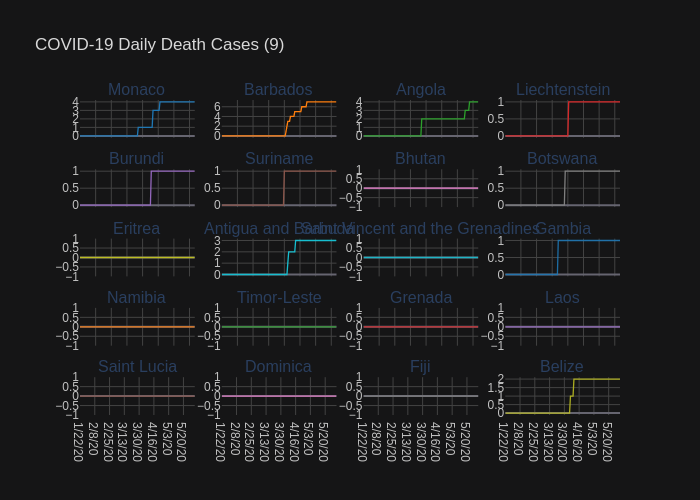 COVID-19 Daily Death Cases (9)
Monaco Barbados Angola Liechtenstein
4 3 2 1 0
6 4 2 0
4 3 2 1 0
1 0.5 0
Burundi Suriname Bhutan Botswana
1 0.5 0
1 0.5 0
1 0.5 0 −0.5 −1
1 0.5 0
Eritrea Antigua and Barbuda Saint Vincent and the Grenadines Gambia
1 0.5 0 −0.5 −1
3 2 1 0
1 0.5 0 −0.5 −1
1 0.5 0
Namibia Timor-Leste Grenada Laos
1 0.5 0 −0.5 −1
1 0.5 0 −0.5 −1
1 0.5 0 −0.5 −1
1 0.5 0 −0.5 −1
Saint Lucia Dominica Fiji Belize
1 0.5 0 −0.5 −1
1 0.5 0 −0.5 −1
1 0.5 0 −0.5 −1
2 1.5 1 0.5 0
1/22/20 2/8/20 2/25/20 3/13/20 3/30/20 4/16/20 5/3/20 5/20/20
1/22/20 2/8/20 2/25/20 3/13/20 3/30/20 4/16/20 5/3/20 5/20/20
1/22/20 2/8/20 2/25/20 3/13/20 3/30/20 4/16/20 5/3/20 5/20/20
1/22/20 2/8/20 2/25/20 3/13/20 3/30/20 4/16/20 5/3/20 5/20/20